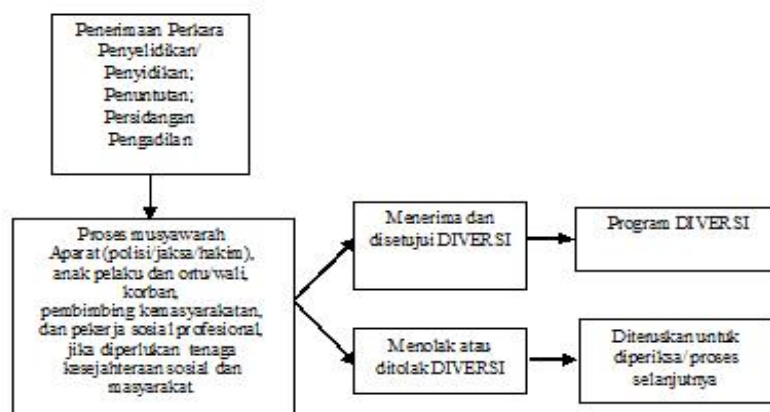 Penerimaan Perkara
Penyelidikan/
Penyidikan;
Penuntutan;
Persidangan
Pengadilan
Proses musyawarah
Aparat (polisi/jaksa/hakim),
anak pelaku dan ortu/wali,
korban,
pembimbing kemasyarakatan,
dan pekerja sosial profesional,
jika diperlukan tenaga
kesejahteraan sosial dan
masyarakat
Menerima dan
disetujui DIVERSI
Program DIVERSI
Menolak atau
ditolak DIVERSI
Diteruskan untuk
diperiksa/ proses
selanjutnya